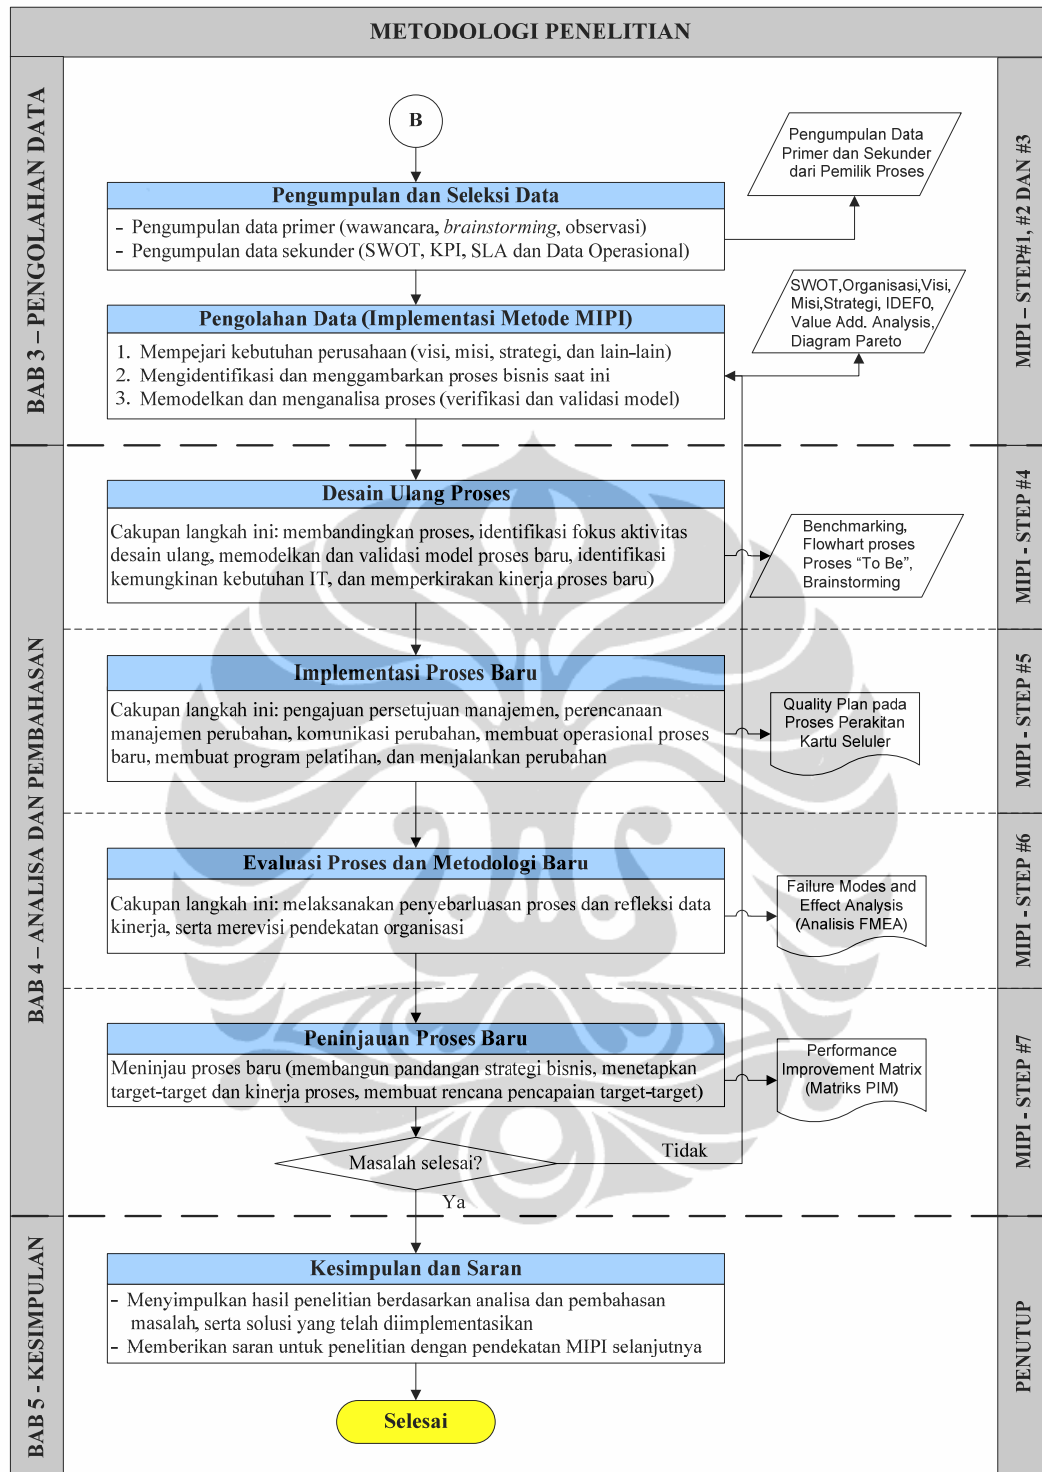 METODOLOGI PENELITIAN
BAB 3 – PENGOLAHAN DATA
MIPI – STEP#1, #2 DAN #3
B
Pengumpulan Data
Primer dan Sekunder
dari Pemilik Proses
Pengumpulan dan Seleksi Data
- Pengumpulan data primer (wawancara, brainstorming, observasi)
- Pengumpulan data sekunder (SWOT, KPI, SLA dan Data Operasional)
SWOT,Organisasi,Visi,
Misi,Strategi, IDEF0,
Value Add. Analysis,
Diagram Pareto
Pengolahan Data (Implementasi Metode MIPI)
1. Mempejari kebutuhan perusahaan (visi, misi, strategi, dan lain-lain)
2. Mengidentifikasi dan menggambarkan proses bisnis saat ini
3. Memodelkan dan menganalisa proses (verifikasi dan validasi model)
BAB 4 – ANALISA DAN PEMBAHASAN
MIPI - STEP #4
Desain Ulang Proses
Cakupan langkah ini: membandingkan proses, identifikasi fokus aktivitas
desain ulang, memodelkan dan validasi model proses baru, identifikasi
kemungkinan kebutuhan IT, dan memperkirakan kinerja proses baru)
Benchmarking,
Flowchart proses
Proses “To Be”,
Brainstorming
MIPI - STEP #5
Implementasi Proses Baru
Cakupan langkah ini: pengajuan persetujuan manajemen, perencanaan
manajemen perubahan, komunikasi perubahan, membuat operasional proses
baru, membuat program pelatihan, dan menjalankan perubahan
Quality Plan pada
Proses Perakitan
Kartu Seluler
MIPI - STEP #6
Evaluasi Proses dan Metodologi Baru
Cakupan langkah ini: melaksanakan penyebarluasan proses dan refleksi data
kinerja, serta merevisi pendekatan organisasi
Failure Modes and
Effect Analysis
(Analisis FMEA)
MIPI - STEP #7
Peninjauan Proses Baru
Meninjau proses baru (membangun pandangan strategi bisnis, menetapkan
target-target dan kinerja proses, membuat rencana pencapaian target-target)
Performance
Improvement Matrix
(Matriks PIM)
Masalah selesai?
Tidak
Ya
BAB 5 - KESIMPULAN
PENUTUP
Kesimpulan dan Saran
- Menyimpulkan hasil penelitian berdasarkan analisa dan pembahasan
masalah, serta solusi yang telah diimplementasikan
- Memberikan saran untuk penelitian dengan pendekatan MIPI selanjutnya
Selesai